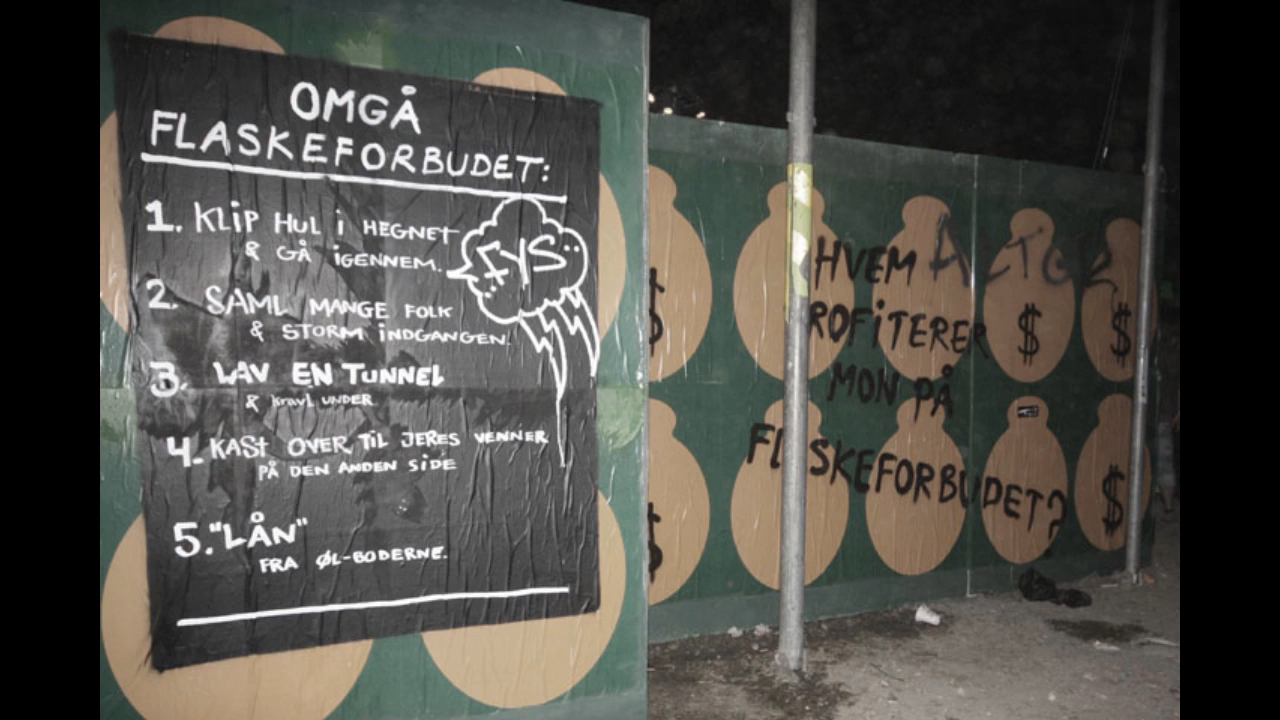 OMGÅ
FLASKEFORBUDET:
1. KLIP HUL i HEGNET
& GÅ iGENNEM.
FYS
2. SAML MANGE FOLK
& STORM iNDGANGEN.
3. LAV EN TUNNEL
& KravL UNDER
4. KASt OVER TiL JERES VENNER
PÅ DEN ANDEN SiDE
5. "LÅN"
FRA ØL-BODERNE.
HVEM
ROFiTERER
MON PÅ
FLASKEFORBUDET?
$ $
$ $